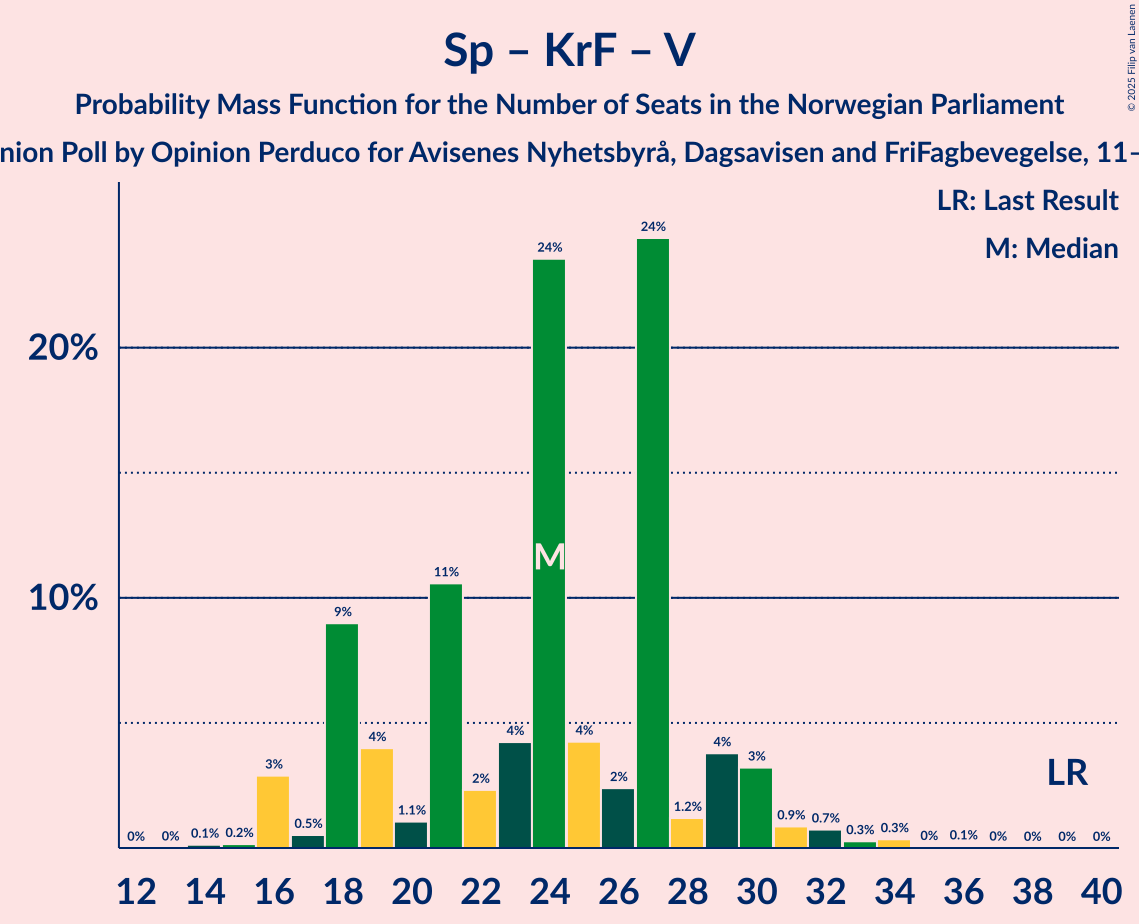 Sp – KrF – V
Probability Mass Function for the Number of Seats in the Norwegian Parliament
nion Poll by Opinion Perduco for Avisenes Nyhetsbyrå, Dagsavisen and FriFagbevegelse, 11–
© 2025 Filip van Laenen
LR: Last Result
M: Median
20%
10%
0% 0% 0.1% 0.2% 3% 0.5% 9% 4% 1.1% 11% 2% 4% 24% 4% 2% 24% 1.2% 4% 3% 0.9% 0.7% 0.3% 0.3% 0% 0.1% 0% 0% 0% 0%
M
LR
12 14 16 18 20 22 24 26 28 30 32 34 36 38 40